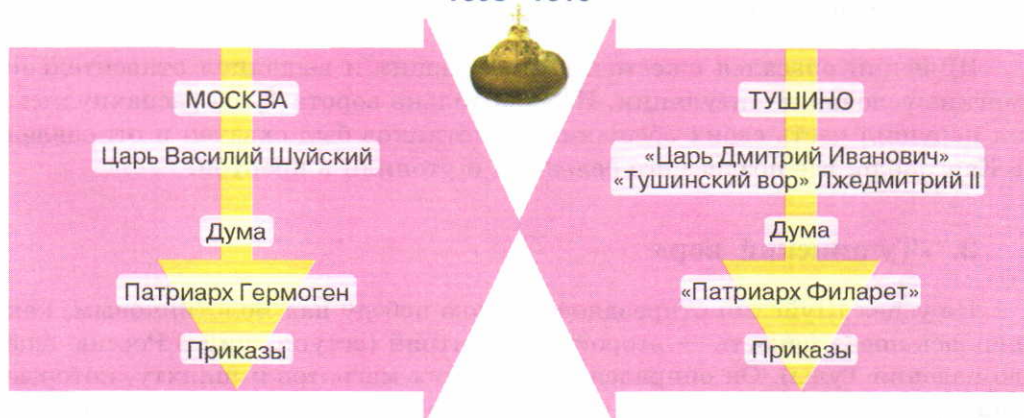 МОСКВА
Царь Василий Шуйский
Дума
Патриарх Гермоген
Приказы
ТУШИНО
«Царь Дмитрий Иванович»
«Тушинский вор» Лжедмитрий II
Дума
«Патриарх Филарет»
Приказы